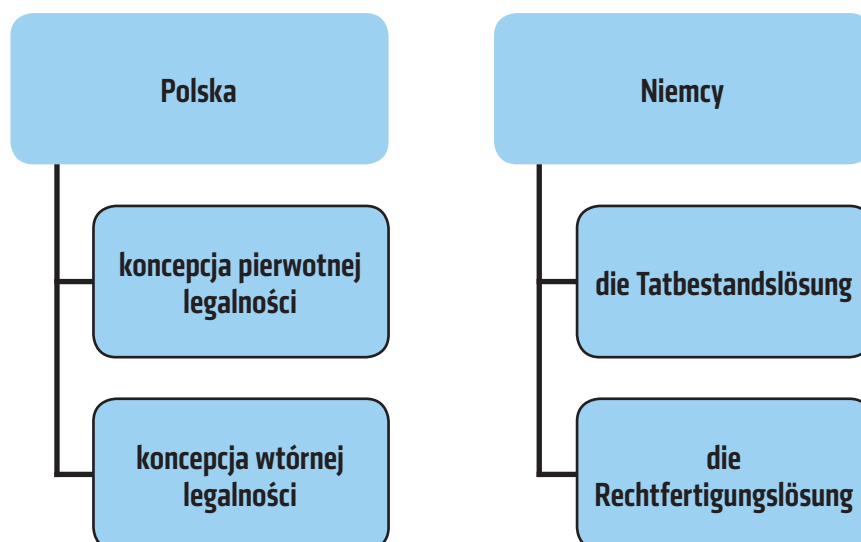 Polska
koncepcja pierwotnej
legalności
koncepcja wtórnej
legalności
Niemcy
die Tatbestandslösung
die
Rechtfertigungslösung